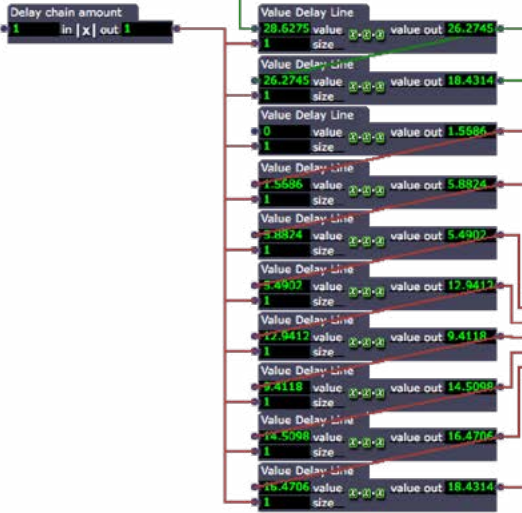 Delay chain amount
1 in |x| out 1
Value Delay Line
28.6275 value x•x•x value out 26.2745
1 size
Value Delay Line
26.2745 value x•x•x value out 18.4314
1 size
Value Delay Line
0 value x•x•x value out 1.5686
1 size
Value Delay Line
1.5686 value x•x•x value out 5.8824
1 size
Value Delay Line
5.8824 value x•x•x value out 5.4902
1 size
Value Delay Line
5.4902 value x•x•x value out 12.9412
1 size
Value Delay Line
12.9412 value x•x•x value out 9.4118
1 size
Value Delay Line
9.4118 value x•x•x value out 14.5098
1 size
Value Delay Line
14.5098 value x•x•x value out 16.4706
1 size
Value Delay Line
16.4706 value x•x•x value out 18.4314
1 size